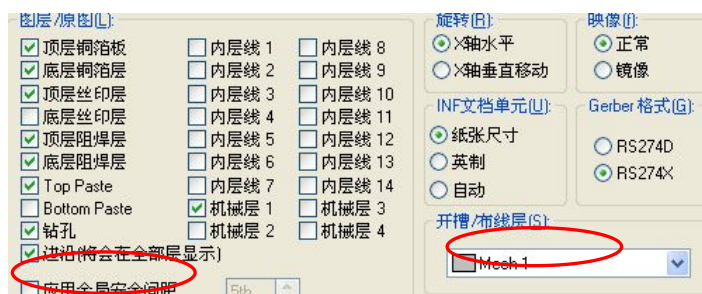 图层/原图(L):
顶层铜箔板
底层铜箔层
顶层丝印层
底层丝印层
顶层阻焊层
底层阻焊层
Top Paste
Bottom Paste
钻孔
边沿(将会在全部层显示)
应用全局安全间距
5th
内层线 1
内层线 2
内层线 3
内层线 4
内层线 5
内层线 6
内层线 7
机械层 1
机械层 2
内层线 8
内层线 9
内层线 10
内层线 11
内层线 12
内层线 13
内层线 14
机械层 3
机械层 4
旋转(R):
X轴水平
X轴垂直移动
映像(I):
正常
镜像
INF文档单元(U):
纸张尺寸
英制
自动
Gerber 格式(G):
RS274D
RS274X
开槽/布线层(S):
Mech 1